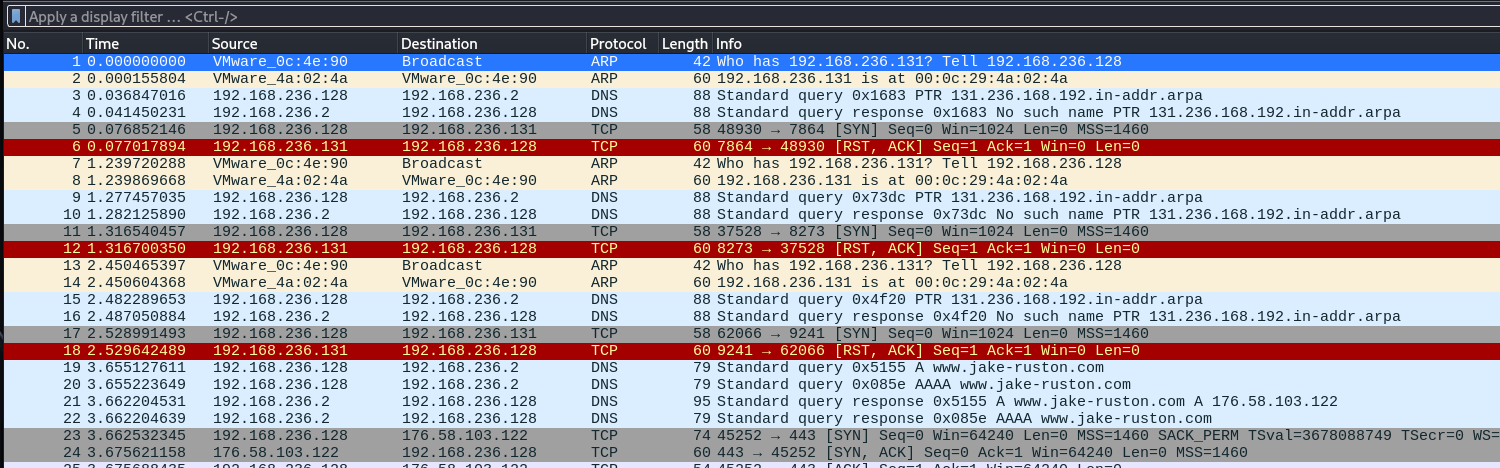 Apply a display filter … <Ctrl-/>
No. Time Source Destination Protocol Length Info
1 0.000000000 VMware_0c:4e:90 Broadcast ARP 42 Who has 192.168.236.131? Tell 192.168.236.128
2 0.000155804 VMware_4a:02:4a VMware_0c:4e:90 ARP 60 192.168.236.131 is at 00:0c:29:4a:02:4a
3 0.036847016 192.168.236.128 192.168.236.2 DNS 88 Standard query 0x1683 PTR 131.236.168.192.in-addr.arpa
4 0.041450231 192.168.236.2 192.168.236.128 DNS 88 Standard query response 0x1683 No such name PTR 131.236.168.192.in-addr.arpa
5 0.076852146 192.168.236.128 192.168.236.131 TCP 58 48930 → 7864 [SYN] Seq=0 Win=1024 Len=0 MSS=1460
6 0.077017894 192.168.236.131 192.168.236.128 TCP 60 7864 → 48930 [RST, ACK] Seq=1 Ack=1 Win=0 Len=0
7 1.239720288 VMware_0c:4e:90 Broadcast ARP 42 Who has 192.168.236.131? Tell 192.168.236.128
8 1.239869668 VMware_4a:02:4a VMware_0c:4e:90 ARP 60 192.168.236.131 is at 00:0c:29:4a:02:4a
9 1.277457035 192.168.236.128 192.168.236.2 DNS 88 Standard query 0x73dc PTR 131.236.168.192.in-addr.arpa
10 1.282125890 192.168.236.2 192.168.236.128 DNS 88 Standard query response 0x73dc No such name PTR 131.236.168.192.in-addr.arpa
11 1.316540457 192.168.236.128 192.168.236.131 TCP 58 37528 → 8273 [SYN] Seq=0 Win=1024 Len=0 MSS=1460
12 1.316700350 192.168.236.131 192.168.236.128 TCP 60 8273 → 37528 [RST, ACK] Seq=1 Ack=1 Win=0 Len=0
13 2.450465397 VMware_0c:4e:90 Broadcast ARP 42 Who has 192.168.236.131? Tell 192.168.236.128
14 2.450604368 VMware_4a:02:4a VMware_0c:4e:90 ARP 60 192.168.236.131 is at 00:0c:29:4a:02:4a
15 2.482289653 192.168.236.128 192.168.236.2 DNS 88 Standard query 0x4f20 PTR 131.236.168.192.in-addr.arpa
16 2.487050884 192.168.236.2 192.168.236.128 DNS 88 Standard query response 0x4f20 No such name PTR 131.236.168.192.in-addr.arpa
17 2.528991493 192.168.236.128 192.168.236.131 TCP 58 62066 → 9241 [SYN] Seq=0 Win=1024 Len=0 MSS=1460
18 2.529642489 192.168.236.131 192.168.236.128 TCP 60 9241 → 62066 [RST, ACK] Seq=1 Ack=1 Win=0 Len=0
19 3.655127611 192.168.236.128 192.168.236.2 DNS 79 Standard query 0x5155 A www.jake-ruston.com
20 3.655223649 192.168.236.128 192.168.236.2 DNS 79 Standard query 0x085e AAAA www.jake-ruston.com
21 3.662204531 192.168.236.2 192.168.236.128 DNS 95 Standard query response 0x5155 A www.jake-ruston.com A 176.58.103.122
22 3.662204639 192.168.236.2 192.168.236.128 DNS 79 Standard query response 0x085e AAAA www.jake-ruston.com
23 3.662532345 192.168.236.128 176.58.103.122 TCP 74 45252 → 443 [SYN] Seq=0 Win=64240 Len=0 MSS=1460 SACK_PERM TSval=3678088749 TSecr=0 WS=
24 3.675621158 176.58.103.122 192.168.236.128 TCP 60 443 → 45252 [SYN, ACK] Seq=0 Ack=1 Win=64240 Len=0 MSS=1460